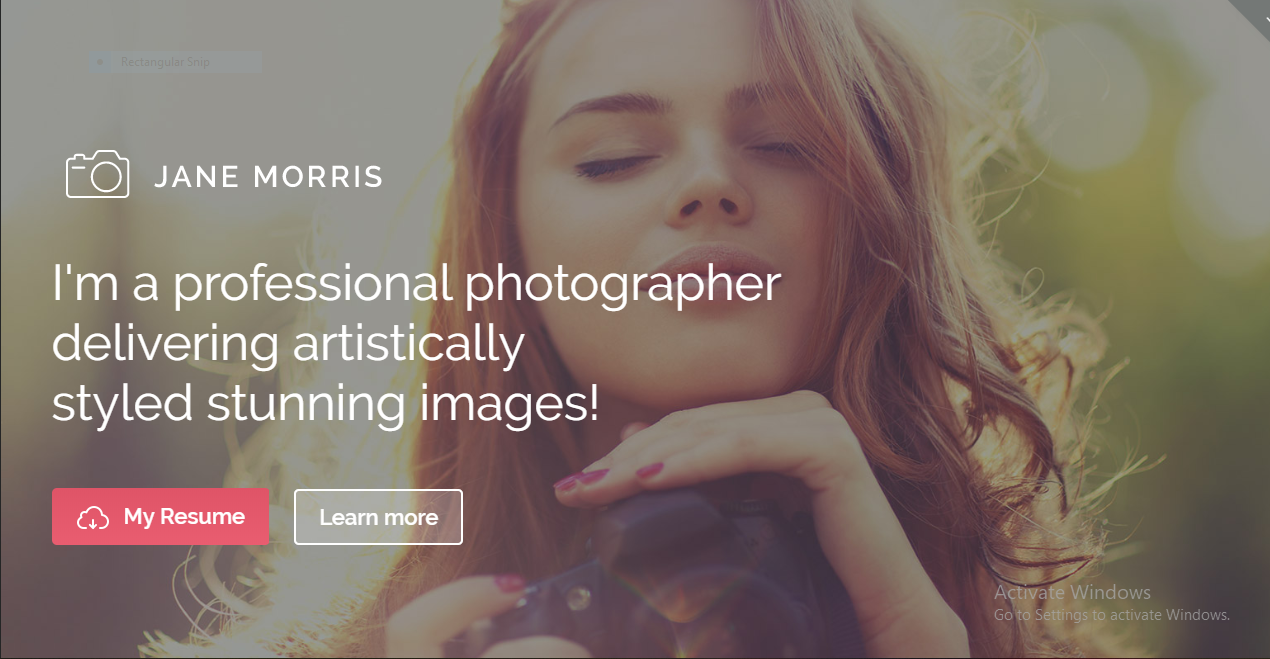 Rectangular Snip
JANE MORRIS
I'm a professional photographer
delivering artistically
styled stunning images!
My Resume
Learn more
Activate Windows
Go to Settings to activate Windows.